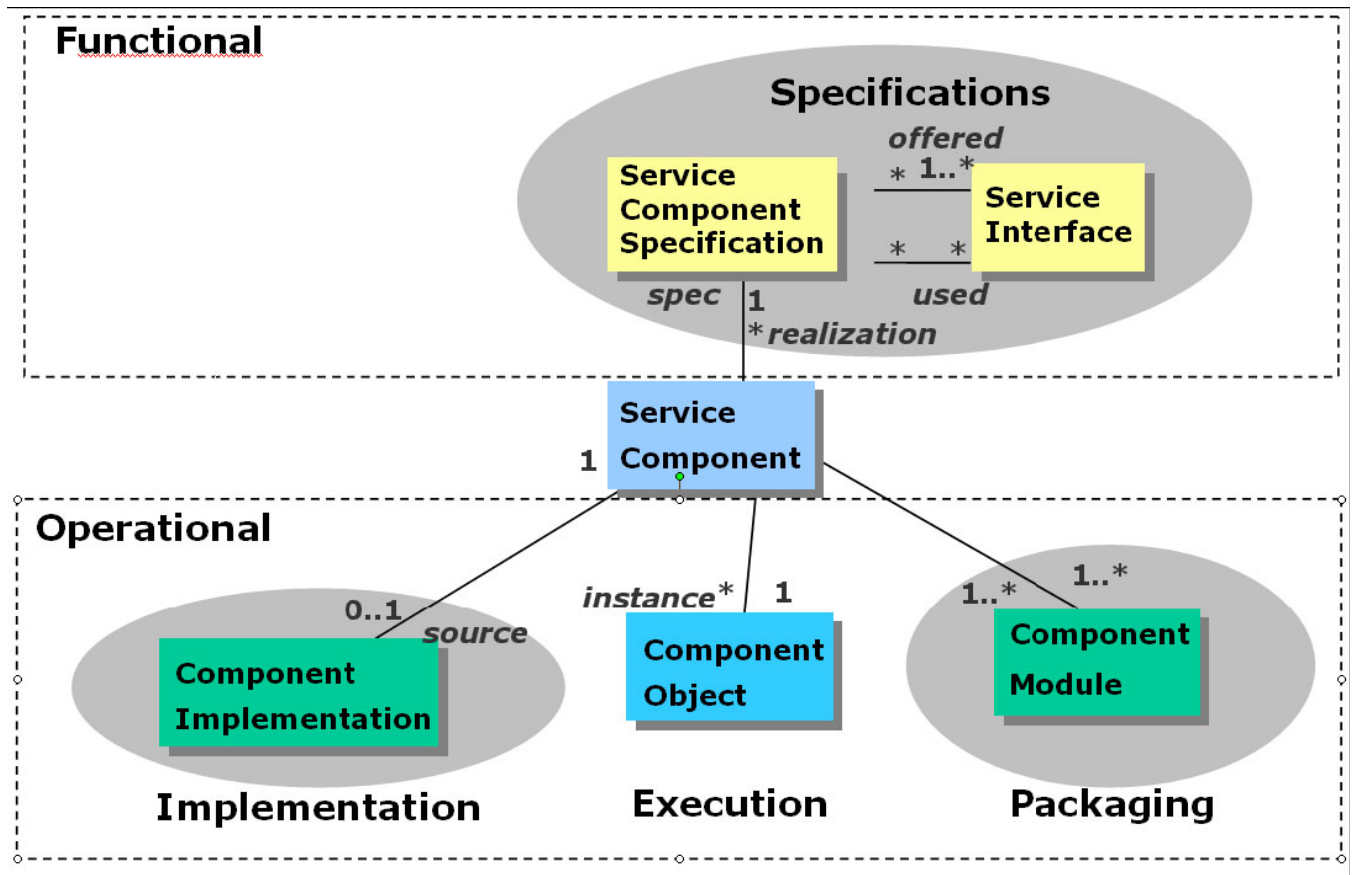 Functional
Specifications
offered
* 1..*
Service
Component
Specification
Service
Interface
* *
used
spec
1
* realization
Service
Component
1
Operational
0..1
source
instance* 1
1..*
1..*
Component
Implementation
Component
Object
Component
Module
Implementation
Execution
Packaging